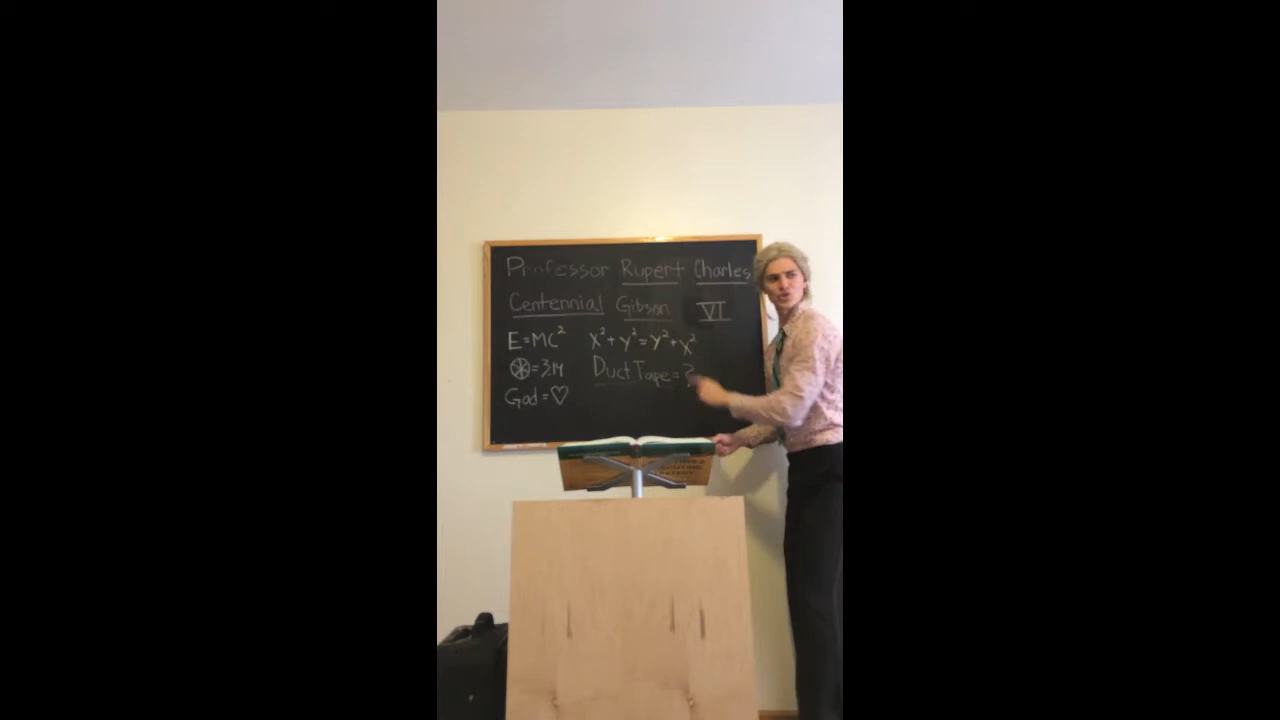 Professor Rupert Charles
Centennial Gibson VI
E=MC² x²+y²=y²+x²
=3.14 Duct Tape=?
God=♡